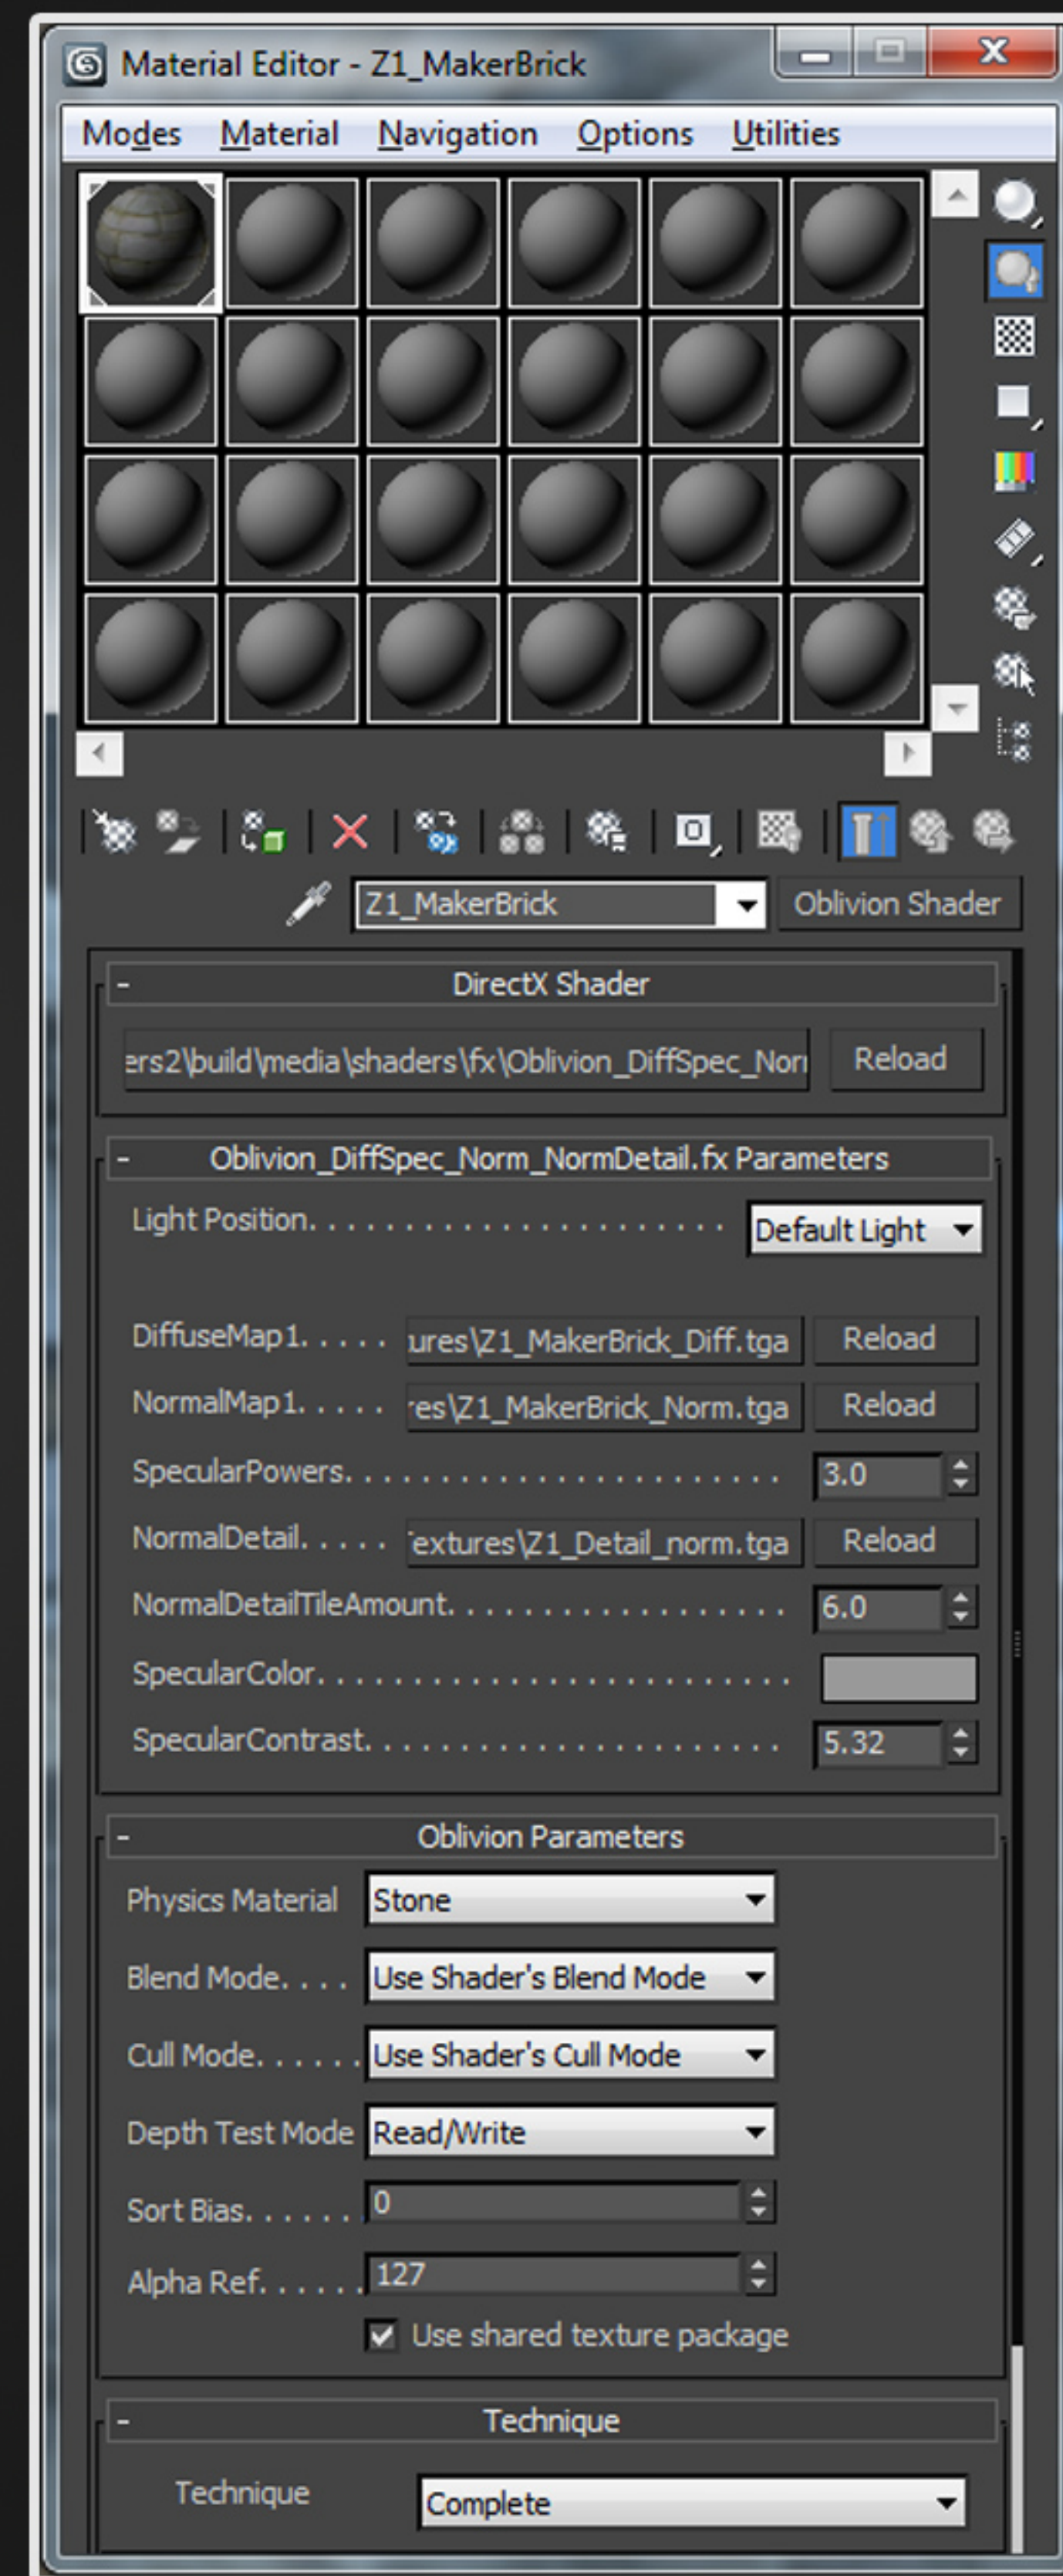 Material Editor - Z1_MakerBrick
Modes Material Navigation Options Utilities
Z1_MakerBrick Oblivion Shader
- DirectX Shader
ers2\build\media\shaders\fx\Oblivion_DiffSpec_Nor Reload
- Oblivion_DiffSpec_Norm_NormDetail.fx Parameters
Light Position. . . . . . . . . . . . . . . . . . . . . . Default Light
DiffuseMap1. . . . . ures\Z1_MakerBrick_Diff.tga Reload
NormalMap1. . . . . res\Z1_MakerBrick_Norm.tga Reload
SpecularPowers. . . . . . . . . . . . . . . . . . . . . . . 3.0
NormalDetail. . . . . extures\Z1_Detail_norm.tga Reload
NormalDetailTileAmount. . . . . . . . . . . . . . . . . . 6.0
SpecularColor. . . . . . . . . . . . . . . . . . . . . . . . .
SpecularContrast. . . . . . . . . . . . . . . . . . . . . . 5.32
- Oblivion Parameters
Physics Material Stone
Blend Mode. . . . Use Shader's Blend Mode
Cull Mode. . . . . . Use Shader's Cull Mode
Depth Test Mode Read/Write
Sort Bias. . . . . . . 0
Alpha Ref. . . . . . 127
Use shared texture package
- Technique
Technique Complete